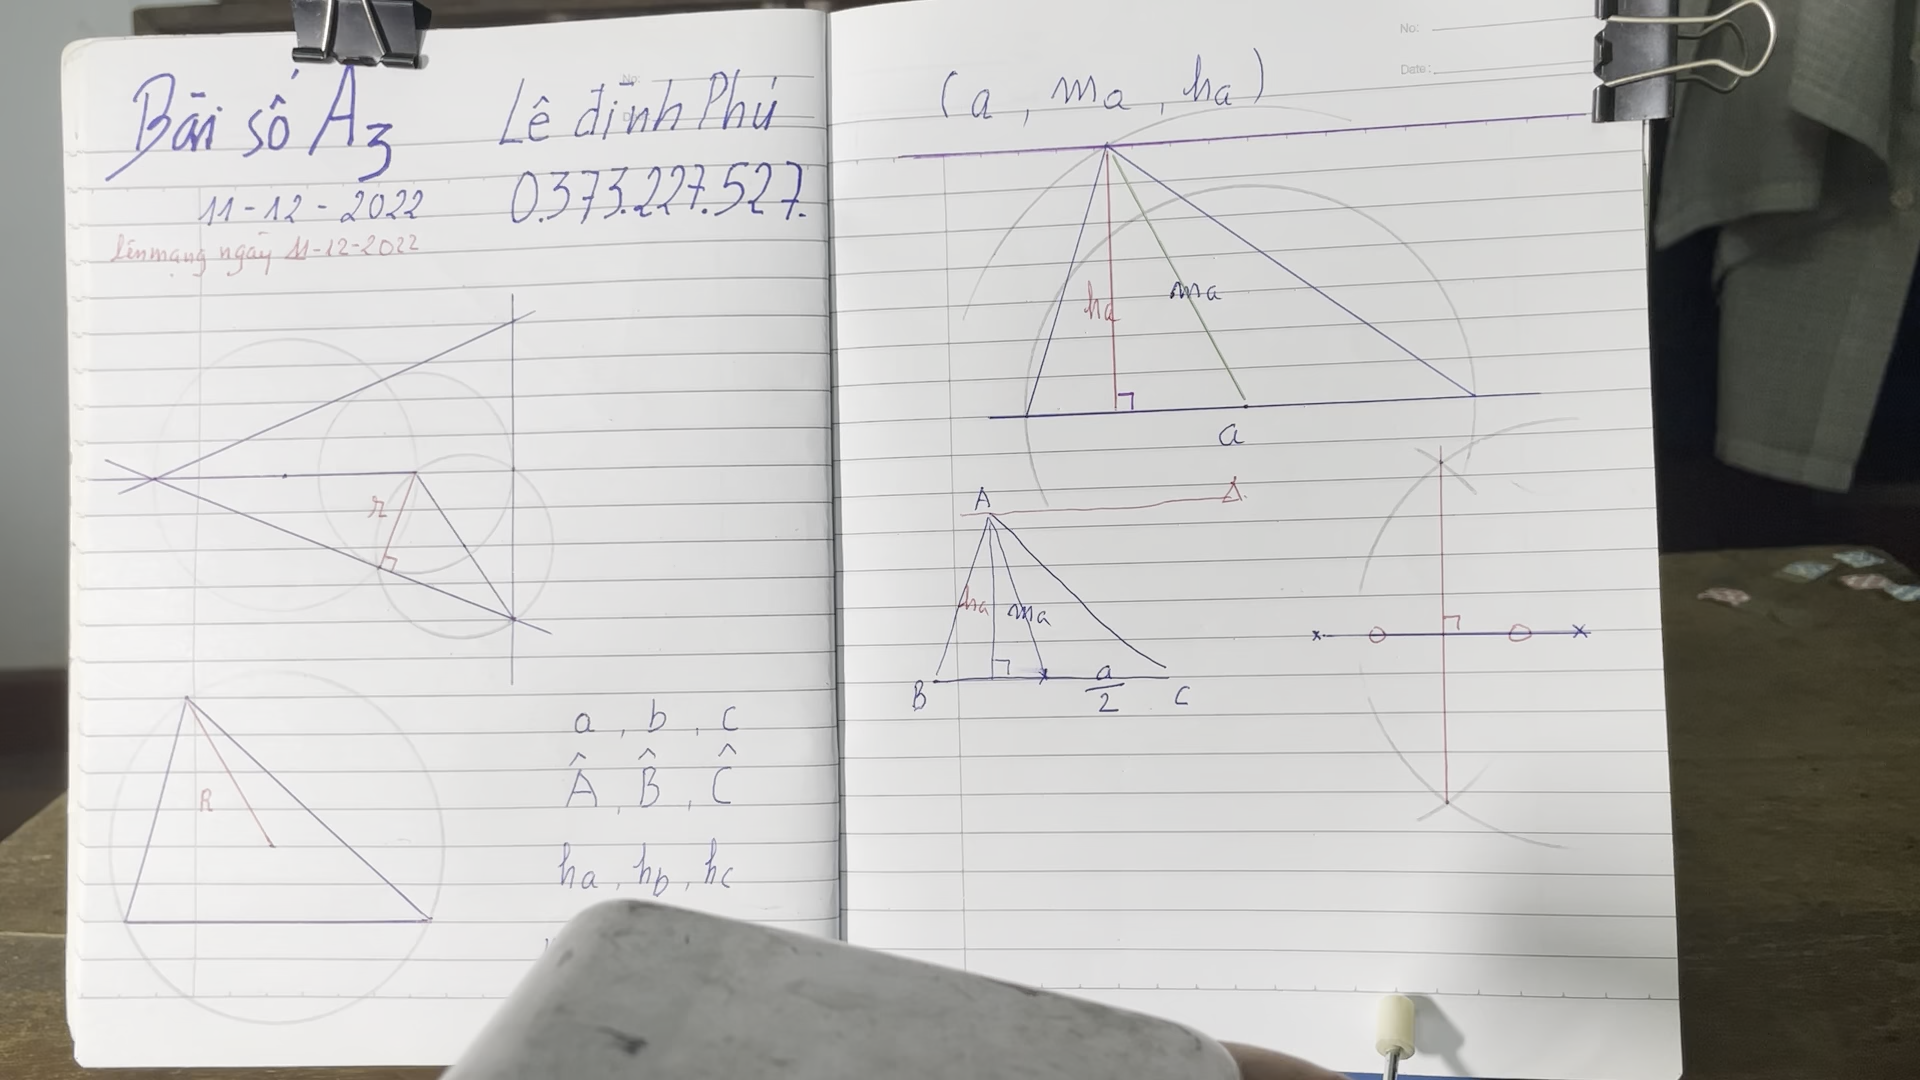 Bài số A3
Lê đình Phú
11-12-2022
0.373.227.527.
Lên mạng ngày 11-12-2022
r
R
a, b, c
Â, B̂, Ĉ
ha, hb, hc
No:
Date:
(a, ma, ha)
ha
ma
a
A
Δ.
ha
ma
B
a/2
C